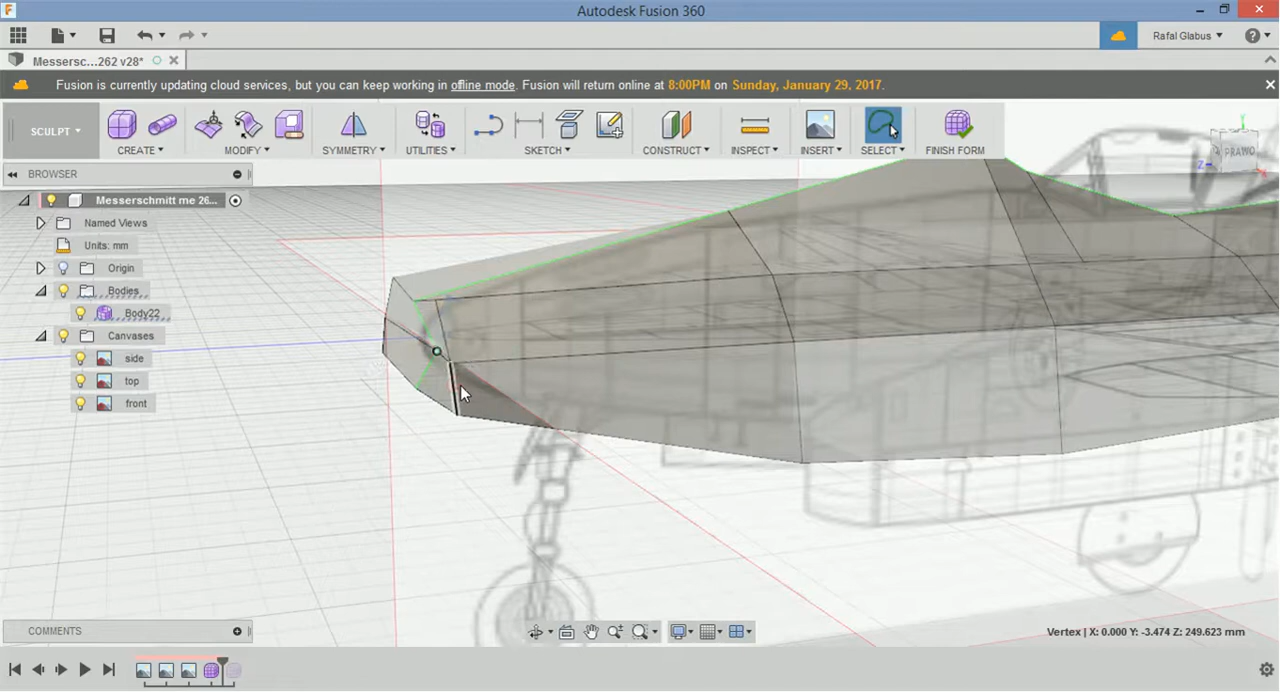 F
Autodesk Fusion 360
Rafal Glabus
?
Messersc...262 v28*
Fusion is currently updating cloud services, but you can keep working in offline mode. Fusion will return online at 8:00PM on Sunday, January 29, 2017.
SCULPT
CREATE
MODIFY
SYMMETRY
UTILITIES
SKETCH
CONSTRUCT
INSPECT
INSERT
SELECT
FINISH FORM
Y
Z
PRAWO
X
BROWSER
Messerschmitt me 26...
Named Views
Units: mm
Origin
Bodies
Body22
Canvases
side
top
front
COMMENTS
Vertex | X: 0.000 Y: -3.474 Z: 249.623 mm